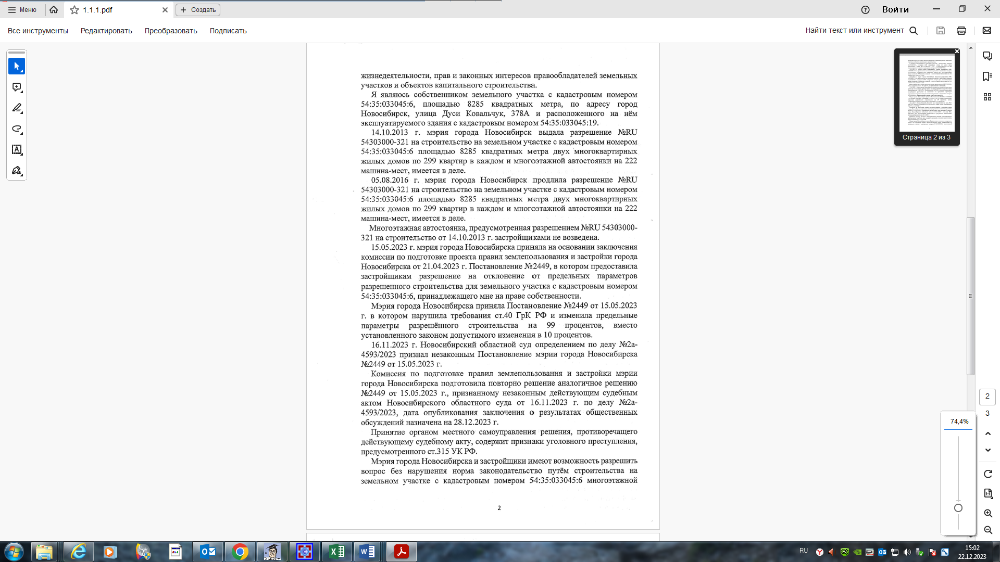 Меню
1.1.1.pdf
Создать
Войти
Все инструменты
Редактировать
Преобразовать
Подписать
Найти текст или инструмент
жизнедеятельности, прав и законных интересов правообладателей земельных
участков и объектов капитального строительства.
Я являюсь собственником земельного участка с кадастровым номером
54:35:033045:6, площадью 8285 квадратных метра, по адресу город
Новосибирск, улица Дуси Ковальчук, 378А и расположенного на нём
эксплуатируемого здания с кадастровым номером 54:35:033045:19.
14.10.2013 г. мэрия города Новосибирск выдала разрешение №RU
54303000-321 на строительство на земельном участке с кадастровым номером
54:35:033045:6 площадью 8285 квадратных метра двух многоквартирных
жилых домов по 299 квартир в каждом и многоэтажной автостоянки на 222
машина-мест, имеется в деле.
05.08.2016 г. мэрия города Новосибирск продлила разрешение №RU
54303000-321 на строительство на земельном участке с кадастровым номером
54:35:033045:6 площадью 8285 квадратных метра двух многоквартирных
жилых домов по 299 квартир в каждом и многоэтажной автостоянки на 222
машина-мест, имеется в деле.
Многоэтажная автостоянка, предусмотренная разрешением №RU 54303000-
321 на строительство от 14.10.2013 г. застройщиками не возведена.
15.05.2023 г. мэрия города Новосибирска приняла на основании заключения
комиссии по подготовке проекта правил землепользования и застройки города
Новосибирска от 21.04.2023 г. Постановление №2449, в котором предоставила
застройщикам разрешение на отклонение от предельных параметров
разрешенного строительства для земельного участка с кадастровым номером
54:35:033045:6, принадлежащего мне на праве собственности.
Мэрия города Новосибирска приняла Постановление №2449 от 15.05.2023
г. в котором нарушила требования ст.40 ГрК РФ и изменила предельные
параметры разрешённого строительства на 99 процентов, вместо
установленного законом допустимого изменения в 10 процентов.
16.11.2023 г. Новосибирский областной суд определением по делу №2а-
4593/2023 признал незаконным Постановление мэрии города Новосибирска
№2449 от 15.05.2023 г.
Комиссия по подготовке правил землепользования и застройки мэрии
города Новосибирска подготовила повторно решение аналогичное решению
№2449 от 15.05.2023 г., признанному незаконным действующим судебным
актом Новосибирского областного суда от 16.11.2023 г. по делу №2а-
4593/2023, дата опубликования заключения о результатах общественных
обсуждений назначена на 28.12.2023 г.
Принятие органом местного самоуправления решения, противоречащего
действующему судебному акту, содержит признаки уголовного преступления,
предусмотренного ст.315 УК РФ.
Мэрия города Новосибирска и застройщики имеют возможность разрешить
вопрос без нарушения норма законодательство путём строительства на
земельном участке с кадастровым номером 54:35:033045:6 многоэтажной
2
Страница 2 из 3
2
3
74,4%
RU
15:02
22.12.2023